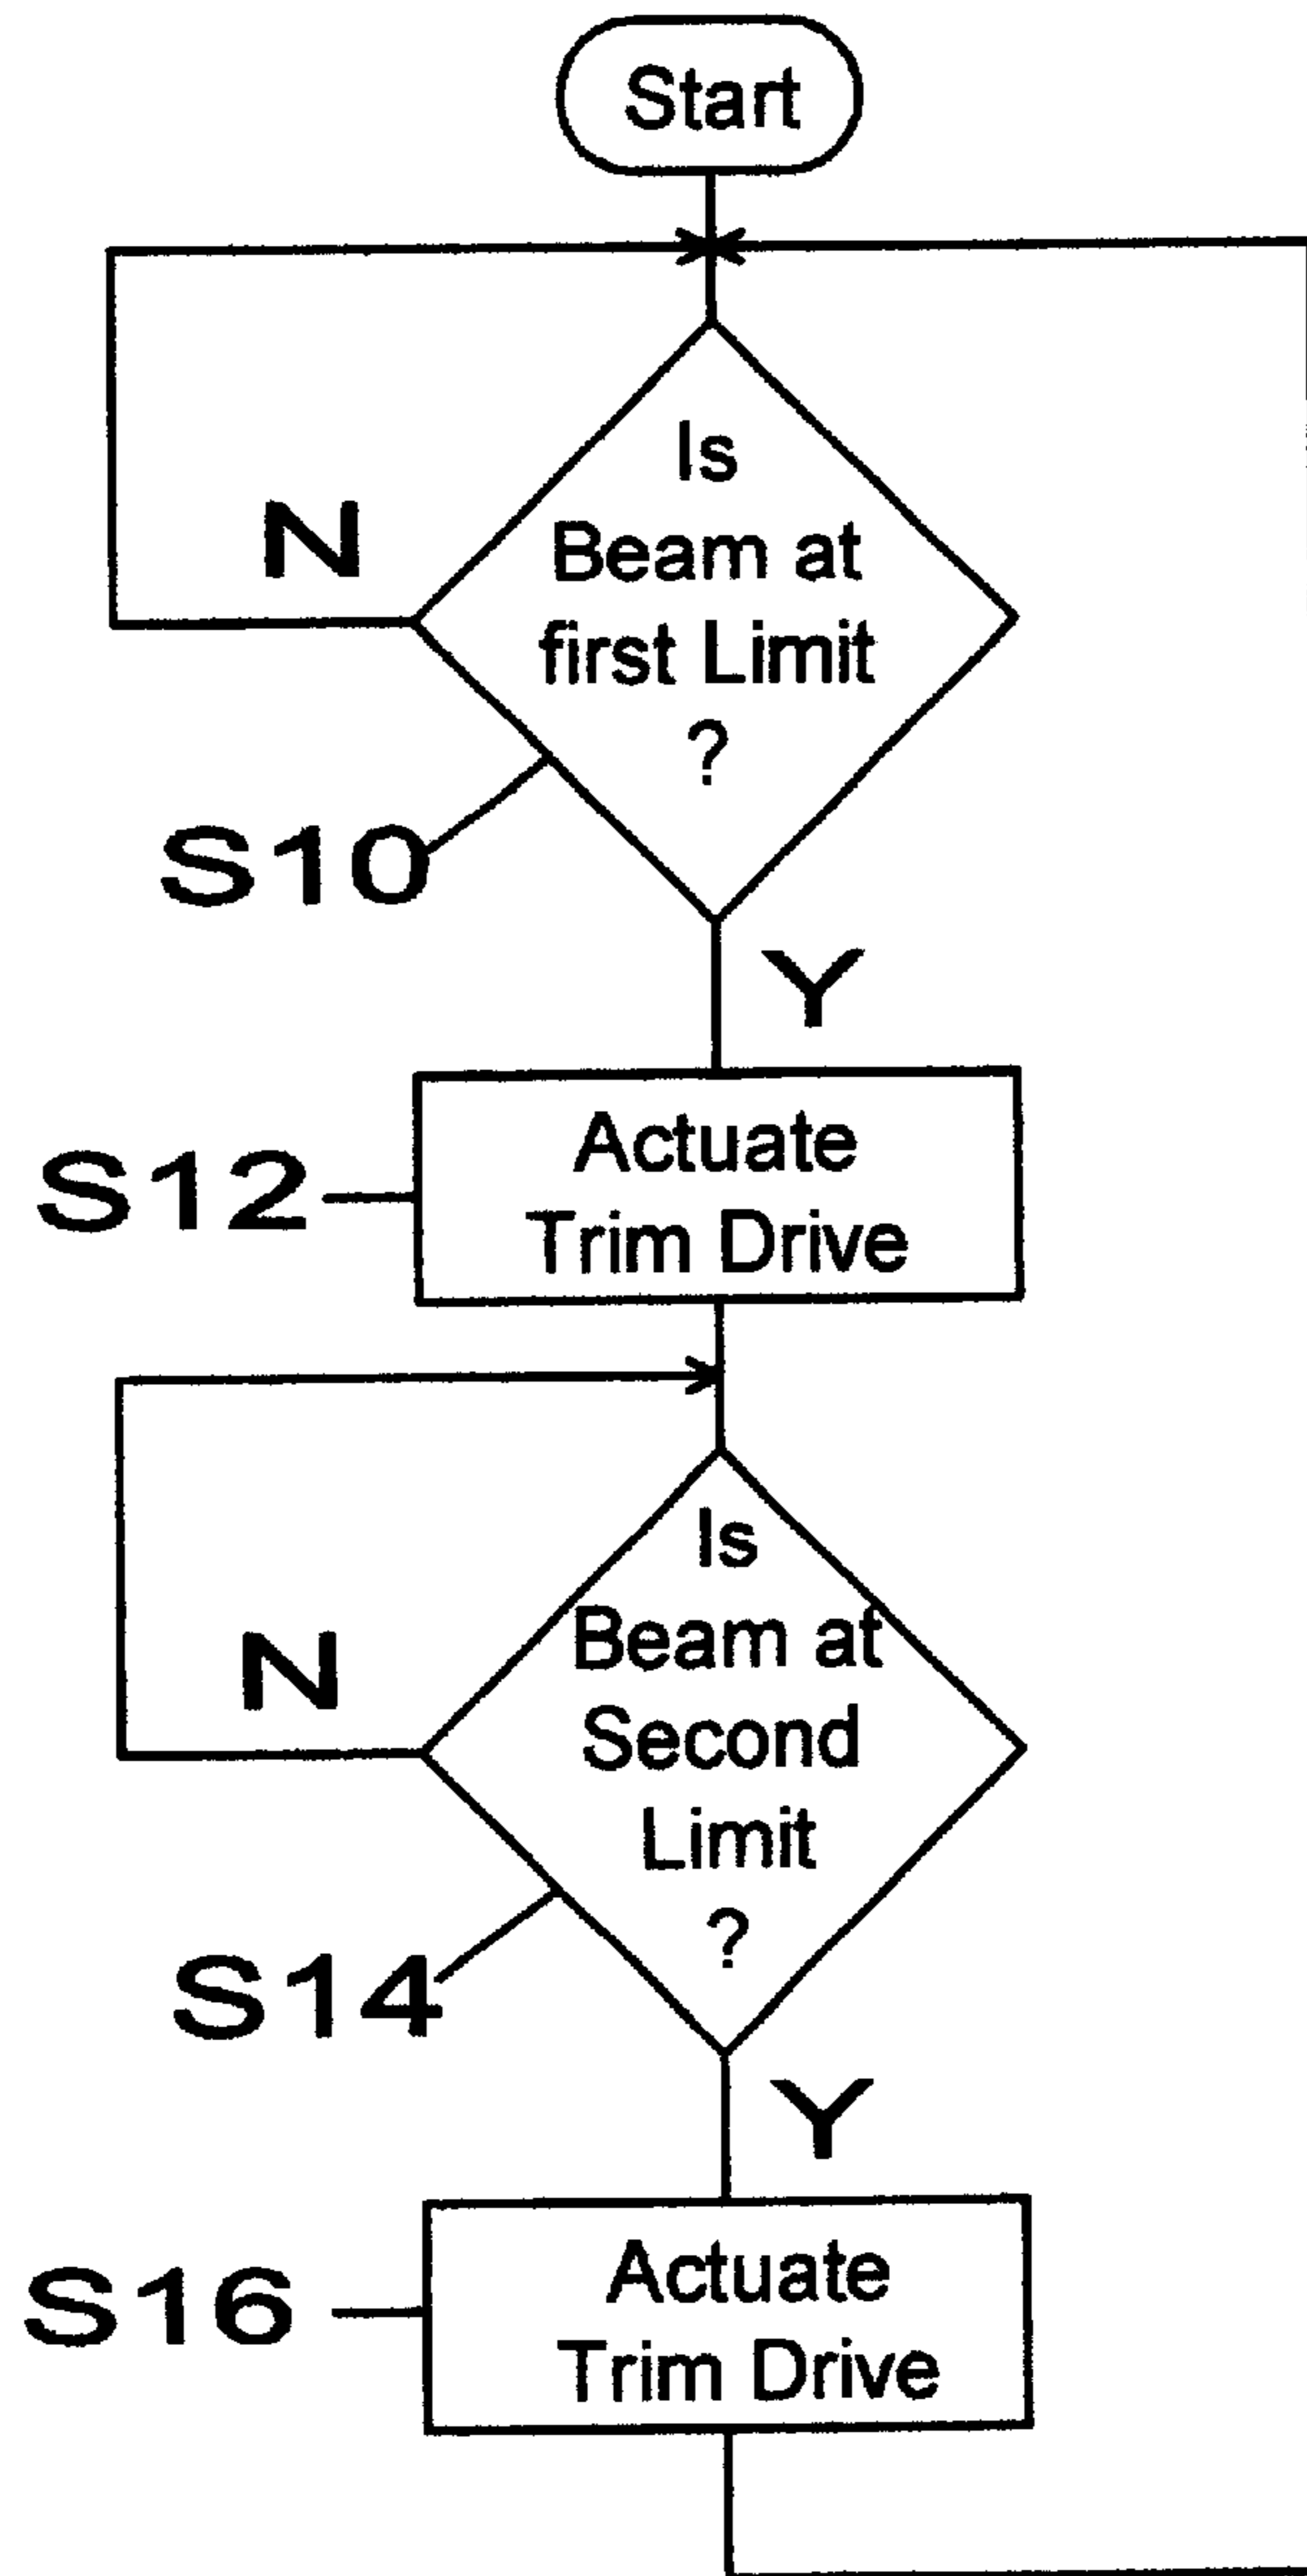 Start
Is
Beam at
first Limit
?
N
S10
Y
Actuate
Trim Drive
S12
Is
Beam at
Second
Limit
?
N
S14
Y
Actuate
Trim Drive
S16